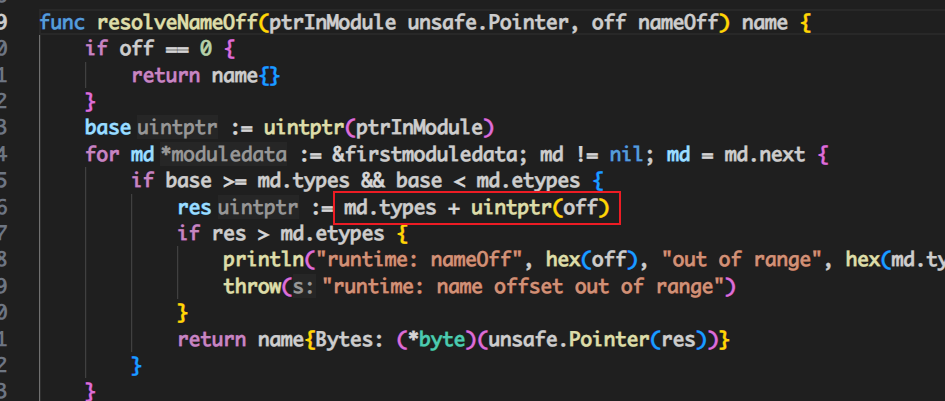 9 func resolveNameOff(ptrInModule unsafe.Pointer, off nameOff) name {
0 if off == 0 {
1 return name{}
2 }
3 base uintptr := uintptr(ptrInModule)
4 for md *moduledata := &firstmoduledata; md != nil; md = md.next {
5 if base >= md.types && base < md.etypes {
6 res uintptr := md.types + uintptr(off)
7 if res > md.etypes {
8 println("runtime: nameOff", hex(off), "out of range", hex(md.ty
9 throw(s: "runtime: name offset out of range")
0 }
1 return name{Bytes: (*byte)(unsafe.Pointer(res))}
2 }
3 }